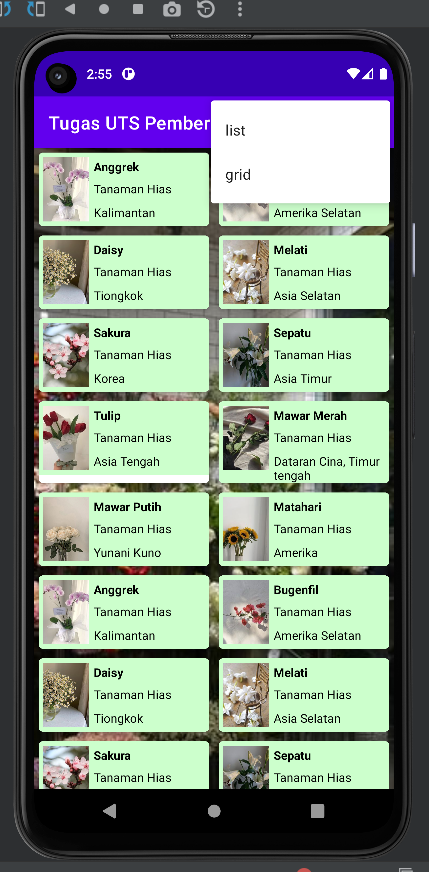 2:55
Tugas UTS Pember
list
grid
Anggrek
Tanaman Hias
Kalimantan
Amerika Selatan
Daisy
Tanaman Hias
Tiongkok
Melati
Tanaman Hias
Asia Selatan
Sakura
Tanaman Hias
Korea
Sepatu
Tanaman Hias
Asia Timur
Tulip
Tanaman Hias
Asia Tengah
Mawar Merah
Tanaman Hias
Dataran Cina, Timur
tengah
Mawar Putih
Tanaman Hias
Yunani Kuno
Matahari
Tanaman Hias
Amerika
Anggrek
Tanaman Hias
Kalimantan
Bugenfil
Tanaman Hias
Amerika Selatan
Daisy
Tanaman Hias
Tiongkok
Melati
Tanaman Hias
Asia Selatan
Sakura
Tanaman Hias
Sepatu
Tanaman Hias